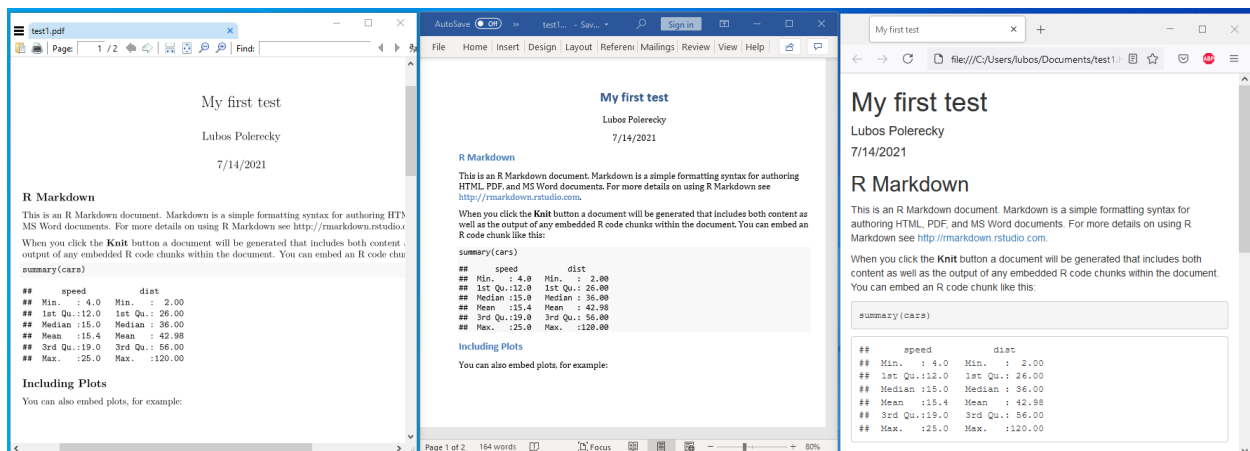 test1.pdf
Page: 1 / 2 Find:
My first test
Lubos Polerecky
7/14/2021
R Markdown
This is an R Markdown document. Markdown is a simple formatting syntax for authoring
MS Word documents. For more details on using R Markdown see http://rmarkdown.rstudio.
When you click the Knit button a document will be generated that includes both content
output of any embedded R code chunks within the document. You can embed an R code
summary(cars)
## speed dist
## Min. : 4.0 Min. : 2.00
## 1st Qu.:12.0 1st Qu.: 26.00
## Median :15.0 Median : 36.00
## Mean :15.4 Mean : 42.98
## 3rd Qu.:19.0 3rd Qu.: 56.00
## Max. :25.0 Max. :120.00
Including Plots
You can also embed plots, for example:
AutoSave Off test1... - Sav... Sign in
File Home Insert Design Layout Referen Mailings Review View Help
My first test
Lubos Polerecky
7/14/2021
R Markdown
This is an R Markdown document. Markdown is a simple formatting syntax for authoring
HTML, PDF, and MS Word documents. For more details on using R Markdown see
http://rmarkdown.rstudio.com.
When you click the Knit button a document will be generated that includes both content as
well as the output of any embedded R code chunks within the document. You can embed an
R code chunk like this:
summary(cars)
## speed dist
## Min. : 4.0 Min. : 2.00
## 1st Qu.:12.0 1st Qu.: 26.00
## Median :15.0 Median : 36.00
## Mean :15.4 Mean : 42.98
## 3rd Qu.:19.0 3rd Qu.: 56.00
## Max. :25.0 Max. :120.00
Including Plots
You can also embed plots, for example:
Page 1 of 2 164 words Focus 80%
My first test
file:///C:/Users/lubos/Documents/test1. ABP
My first test
Lubos Polerecky
7/14/2021
R Markdown
This is an R Markdown document. Markdown is a simple formatting syntax for
authoring HTML, PDF, and MS Word documents. For more details on using R
Markdown see http://rmarkdown.rstudio.com.
When you click the Knit button a document will be generated that includes both
content as well as the output of any embedded R code chunks within the document.
You can embed an R code chunk like this:
summary(cars)
## speed dist
## Min. : 4.0 Min. : 2.00
## 1st Qu.:12.0 1st Qu.: 26.00
## Median :15.0 Median : 36.00
## Mean :15.4 Mean : 42.98
## 3rd Qu.:19.0 3rd Qu.: 56.00
## Max. :25.0 Max. :120.00